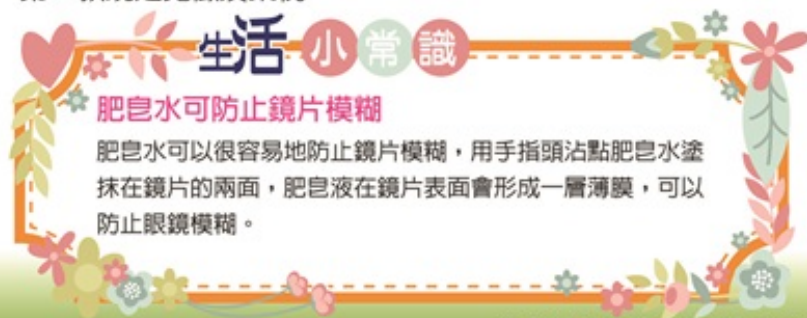 生活小常識
肥皂水可防止鏡片模糊
肥皂水可以很容易地防止鏡片模糊，用手指頭沾點肥皂水塗
抹在鏡片的兩面，肥皂液在鏡片表面會形成一層薄膜，可以
防止眼鏡模糊。